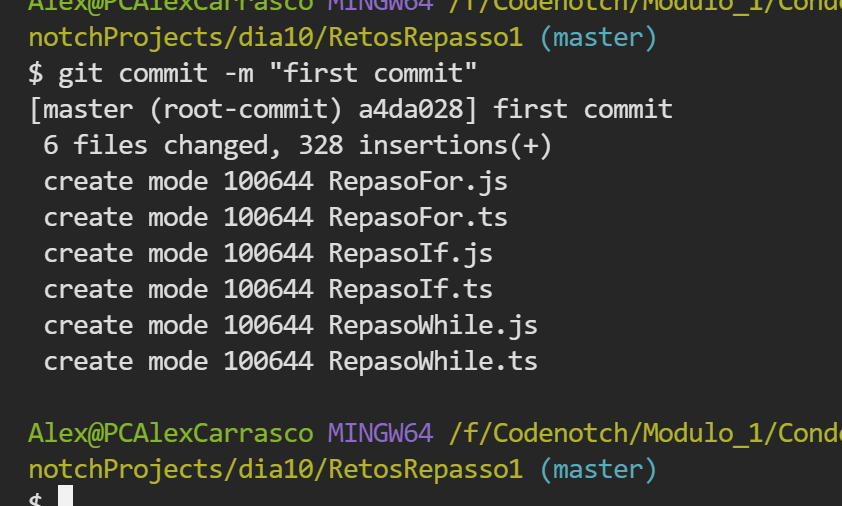 Alex@PCAlexCarrasco MINGW64 /f/Codenotch/Modulo_1/Cond
notchProjects/dia10/RetosRepasso1 (master)
$ git commit -m "first commit"
[master (root-commit) a4da028] first commit
 6 files changed, 328 insertions(+)
 create mode 100644 RepasoFor.js
 create mode 100644 RepasoFor.ts
 create mode 100644 RepasoIf.js
 create mode 100644 RepasoIf.ts
 create mode 100644 RepasoWhile.js
 create mode 100644 RepasoWhile.ts
Alex@PCAlexCarrasco MINGW64 /f/Codenotch/Modulo_1/Cond
notchProjects/dia10/RetosRepasso1 (master)
$